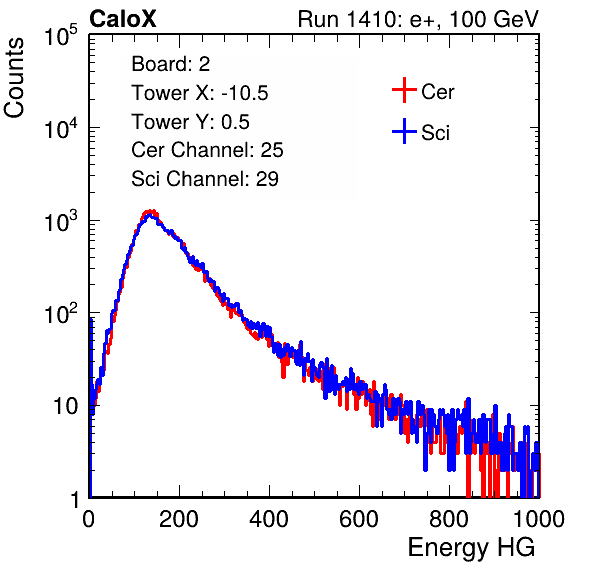 CaloX Run 1410: e+, 100 GeV
Counts
Board: 2
Tower X: -10.5
Tower Y: 0.5
Cer Channel: 25
Sci Channel: 29
Cer
Sci
10^5
10^4
10^3
10^2
10
1
0 200 400 600 800 1000
Energy HG